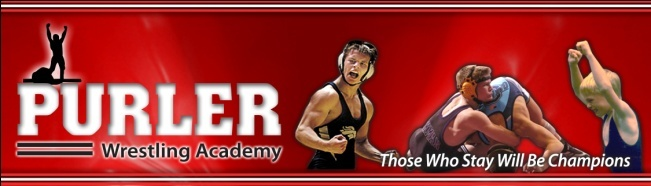 PURLER
Wrestling Academy
Those Who Stay Will Be Champions